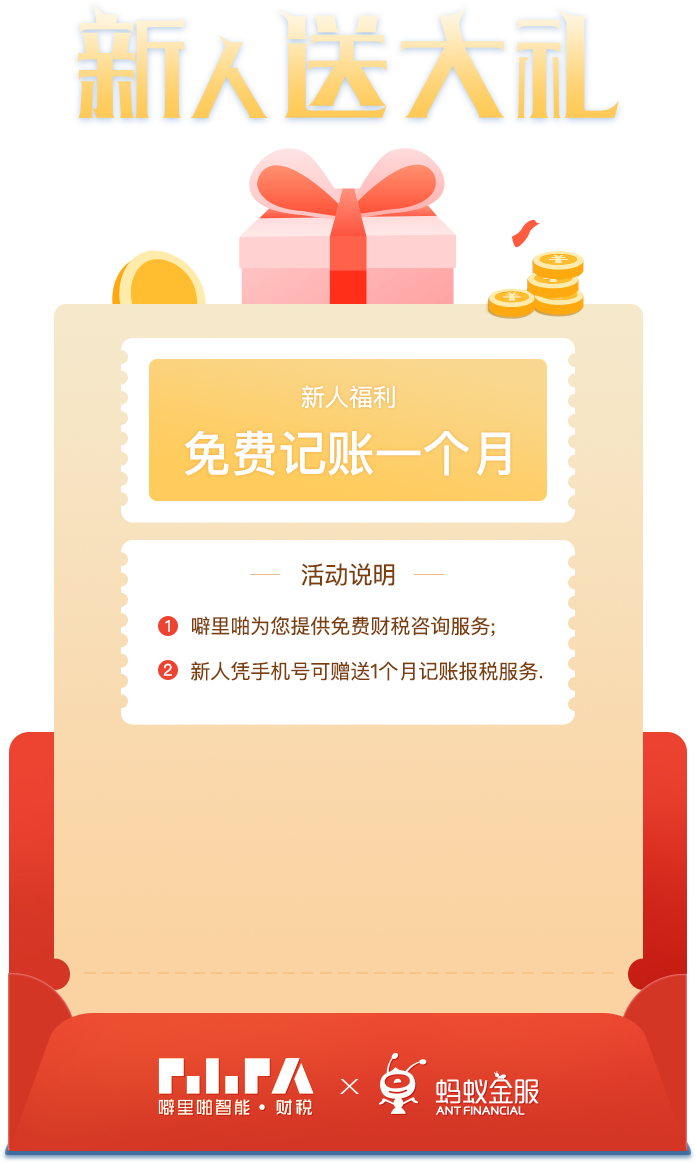 新人送大礼
新人福利
免费记账一个月
活动说明
1 噼里啪为您提供免费财税咨询服务;
2 新人凭手机号可赠送1个月记账报税服务.
噼里啪智能·财税
×
蚂蚁金服
ANT FINANCIAL